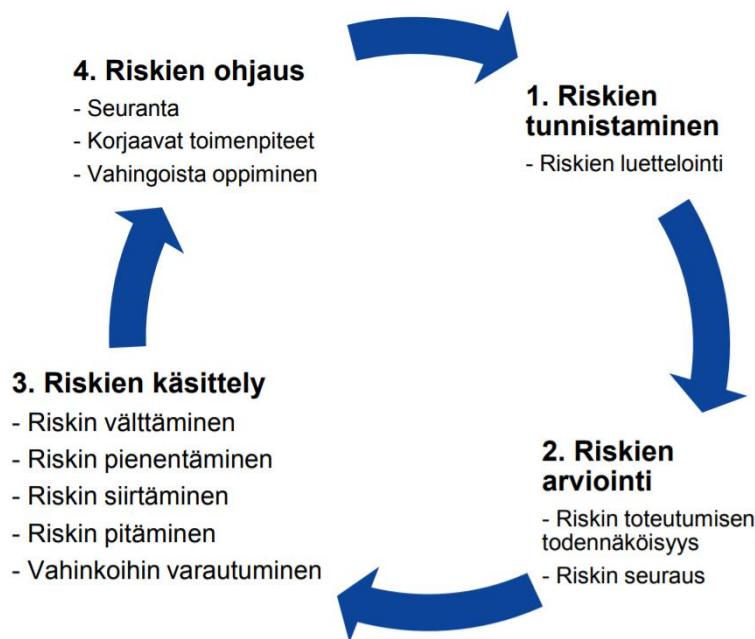 4. Riskien ohjaus
- Seuranta
- Korjaavat toimenpiteet
- Vahingoista oppiminen
1. Riskien
tunnistaminen
- Riskien luettelointi
2. Riskien
arviointi
- Riskin toteutumisen
todennäköisyys
- Riskin seuraus
3. Riskien käsittely
- Riskin välttäminen
- Riskin pienentäminen
- Riskin siirtäminen
- Riskin pitäminen
- Vahinkoihin varautuminen